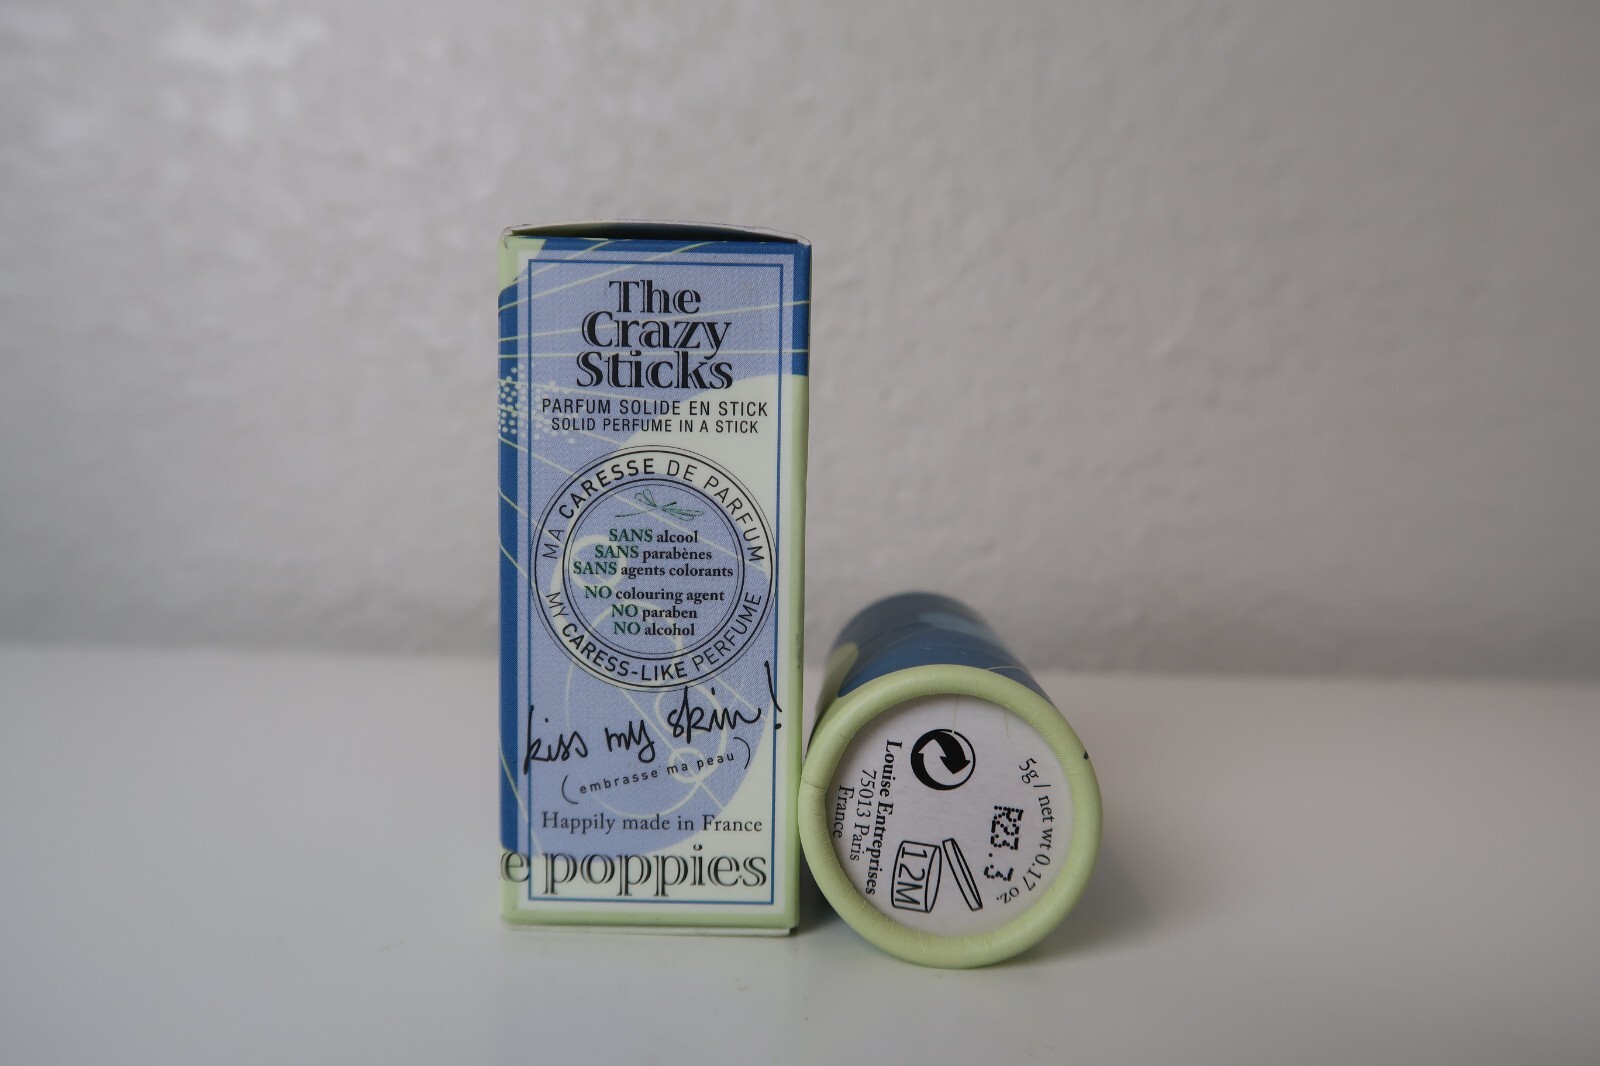 The
Crazy
Sticks
PARFUM SOLIDE EN STICK
SOLID PERFUME IN A STICK
MA CARESSE DE PARFUM
SANS alcool
SANS parabènes
SANS agents colorants
NO colouring agent
NO paraben
NO alcohol
MY CARESS-LIKE PERFUME
kiss my skin!
(embrasse ma peau)
Happily made in France
e poppies
5g/ net wt 0.17 oz.
R23.3
12M
Louise Entreprises
75013 Paris
France